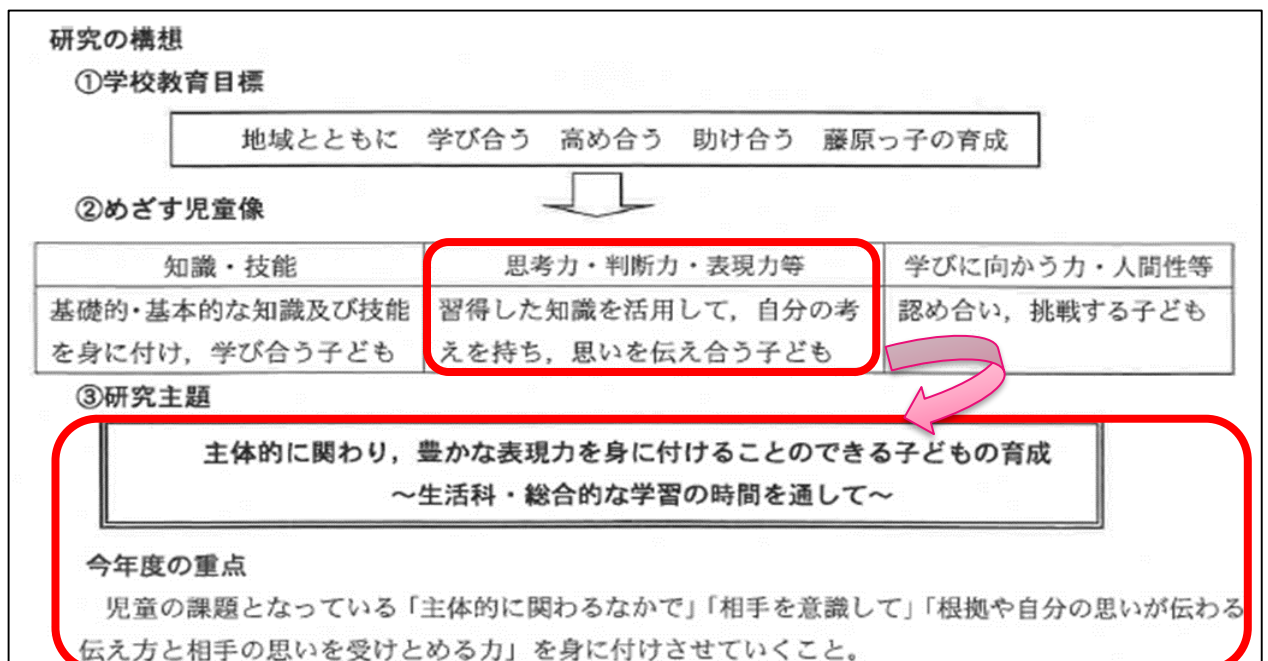 研究の構想
①学校教育目標
地域とともに　学び合う　高め合う　助け合う　藤原っ子の育成
②めざす児童像
知識・技能
思考力・判断力・表現力等
学びに向かう力・人間性等
基礎的・基本的な知識及び技能
を身に付け，学び合う子ども
習得した知識を活用して，自分の考
えを持ち，思いを伝え合う子ども
認め合い，挑戦する子ども
③研究主題
主体的に関わり，豊かな表現力を身に付けることのできる子どもの育成
～生活科・総合的な学習の時間を通して～
今年度の重点
児童の課題となっている「主体的に関わるなかで」「相手を意識して」「根拠や自分の思いが伝わる
伝え方と相手の思いを受けとめる力」を身に付けさせていくこと。